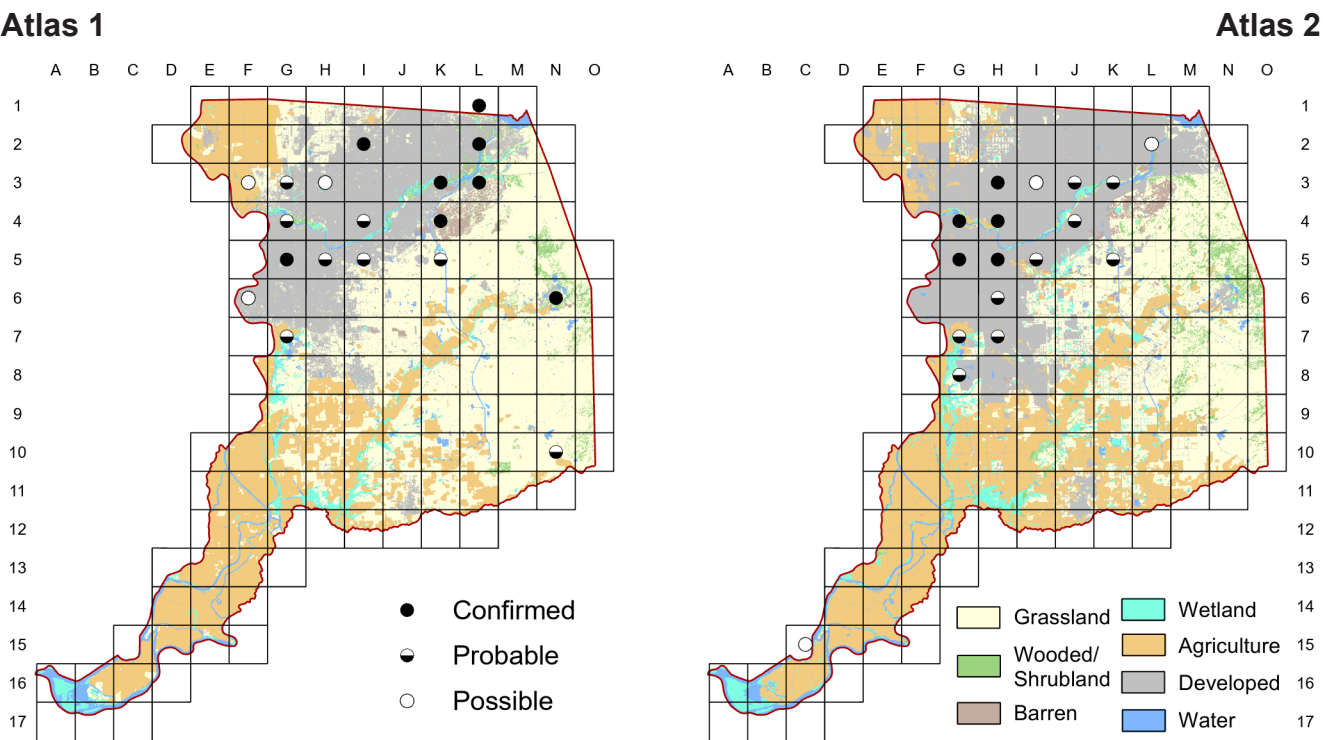 Atlas 1
Atlas 2
A B C D E F G H I J K L M N O
A B C D E F G H I J K L M N O
1
2
3
4
5
6
7
8
9
10
11
12
13
14
15
16
17
1
2
3
4
5
6
7
8
9
10
11
12
13
14
15
16
17
Confirmed
Probable
Possible
Grassland
Wooded/
Shrubland
Barren
Wetland
Agriculture
Developed
Water